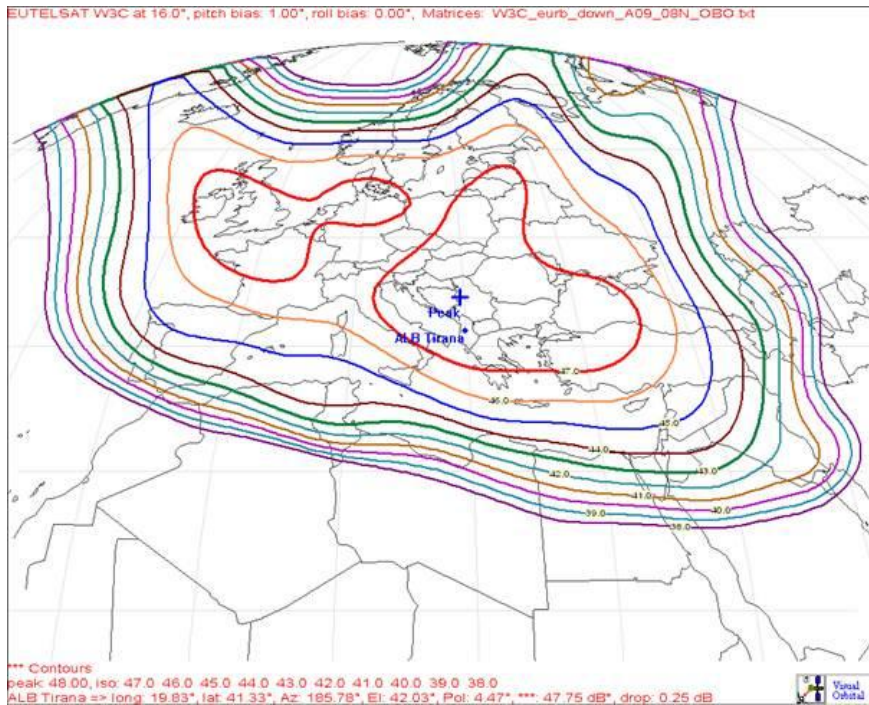 EUTELSAT W3C at 16.0°, pitch bias: 1.00°, roll bias: 0.00°, Matrices: W3C_eurb_down_A09_08N_OBO.txt
Peak
ALB Tirana
47.0
46.0
45.0
44.0
43.0
42.0
41.0
40.0
39.0
38.0
*** Contours
peak: 48.00, iso: 47.0 46.0 45.0 44.0 43.0 42.0 41.0 40.0 39.0 38.0
ALB Tirana => long: 19.83°, lat: 41.33°, Az: 185.78°, El: 42.03°, Pol: 4.47°, ***: 47.75 dB*, drop: 0.25 dB
Visual
Orbital